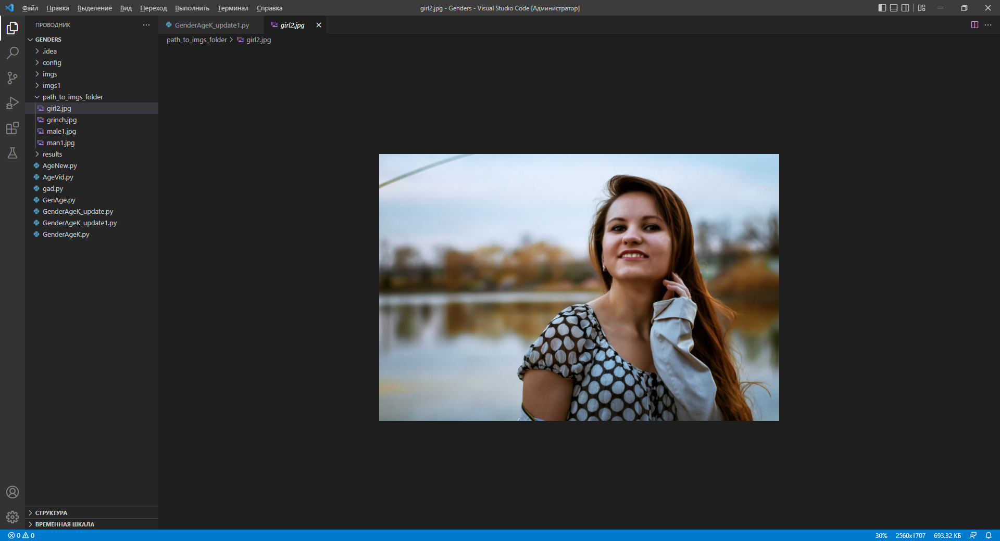 Файл Правка Выделение Вид Переход Выполнить Терминал Справка
girl2.jpg - Genders - Visual Studio Code [Администратор]
ПРОВОДНИК
GENDERS
.idea
config
imgs
imgs1
path_to_imgs_folder
girl2.jpg
grinch.jpg
male1.jpg
man1.jpg
results
AgeNew.py
AgeVid.py
gad.py
GenAge.py
GenderAgeK_update.py
GenderAgeK_update1.py
GenderAgeK.py
СТРУКТУРА
ВРЕМЕННАЯ ШКАЛА
GenderAgeK_update1.py girl2.jpg
path_to_imgs_folder > girl2.jpg
0 0
30% 2560x1707 693.32 КБ